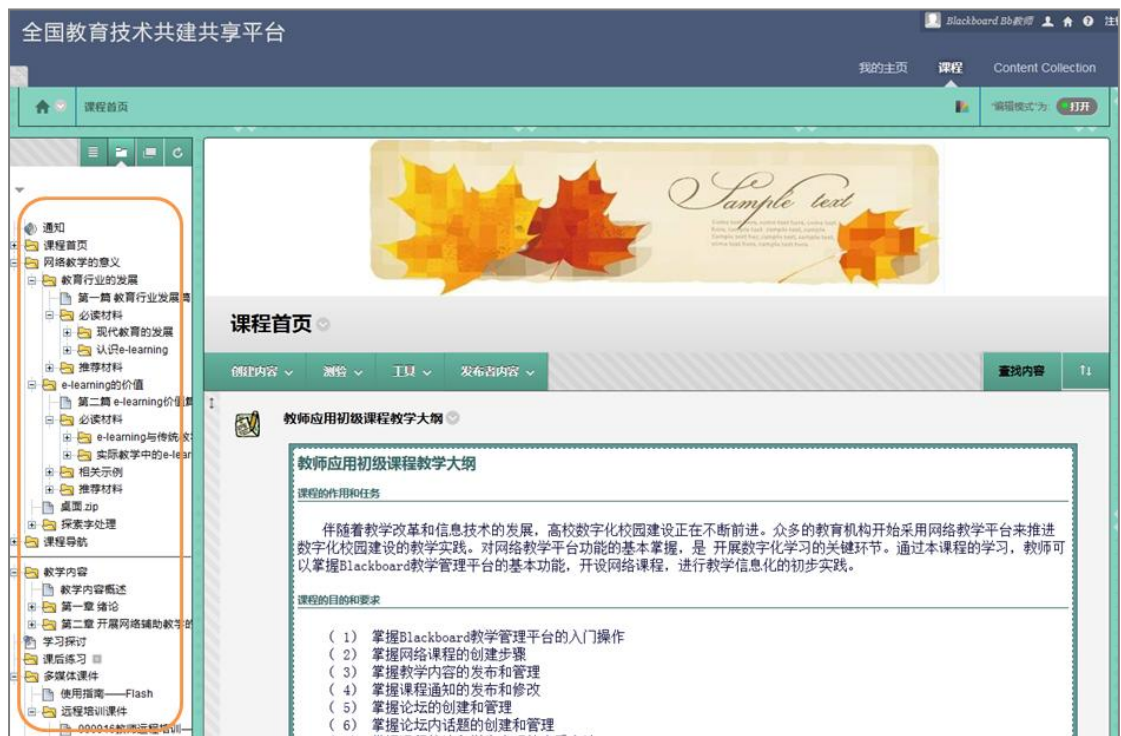 全国教育技术共建共享平台
Blackboard Bb教师
我的主页 课程 Content Collection
课程首页
"编辑模式"为: 打开
Sample text
通知
课程首页
网络教学的意义
教育行业的发展
第一篇 教育行业发展
必读材料
现代教育的发展
认识e-learning
推荐材料
e-learning的价值
第二篇 e-learning价值
必读材料
e-learning与传统
实际教学中的e-lear
相关示例
推荐材料
桌面.zip
探索字处理
课程导航
教学内容
教学内容概述
第一章 绪论
第二章 开展网络辅助教学的
学习探讨
课后练习
多媒体课件
使用指南——Flash
远程培训课件
课程首页
创建内容 测验 工具 发布者内容 查找内容
教师应用初级课程教学大纲
教师应用初级课程教学大纲
课程的作用和任务
伴随着教学改革和信息技术的发展，高校数字化校园建设正在不断前进。众多的教育机构开始采用网络教学平台来推进
数字化校园建设的教学实践。对网络教学平台功能的基本掌握，是 开展数字化学习的关键环节。通过本课程的学习，教师可
以掌握Blackboard教学管理平台的基本功能，开设网络课程，进行教学信息化的初步实践。
课程的目的和要求
（ 1） 掌握Blackboard教学管理平台的入门操作
（ 2） 掌握网络课程的创建步骤
（ 3） 掌握教学内容的发布和管理
（ 4） 掌握课程通知的发布和修改
（ 5） 掌握论坛的创建和管理
（ 6） 掌握论坛内话题的创建和管理